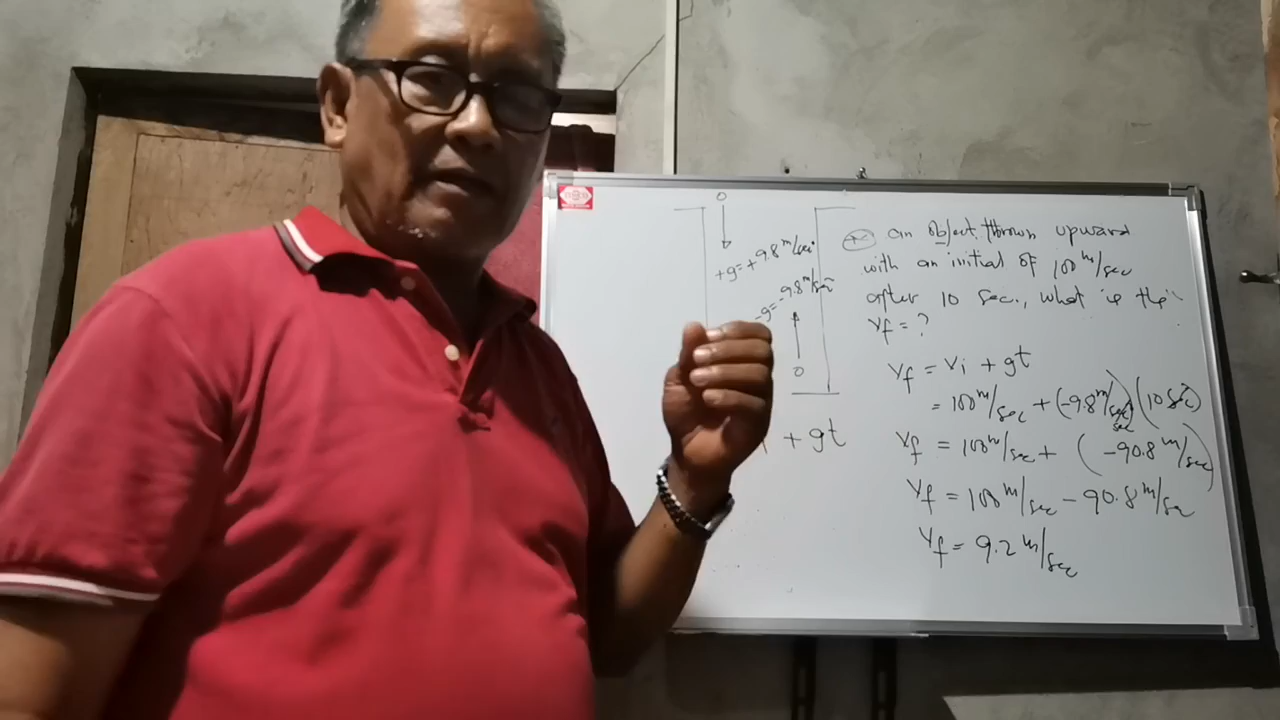 0
+g = +9.8 m/sec²
-g = -9.8 m/sec²
0
+ gt
an object thrown upward
with an initial of 100 m/sec
after 10 sec., what is the
Vf = ?
Vf = Vi + gt
= 100 m/sec + (-9.8 m/sec/sec)(10 sec)
Vf = 100 m/sec + (-90.8 m/sec)
Vf = 100 m/sec - 90.8 m/sec
Vf = 9.2 m/sec